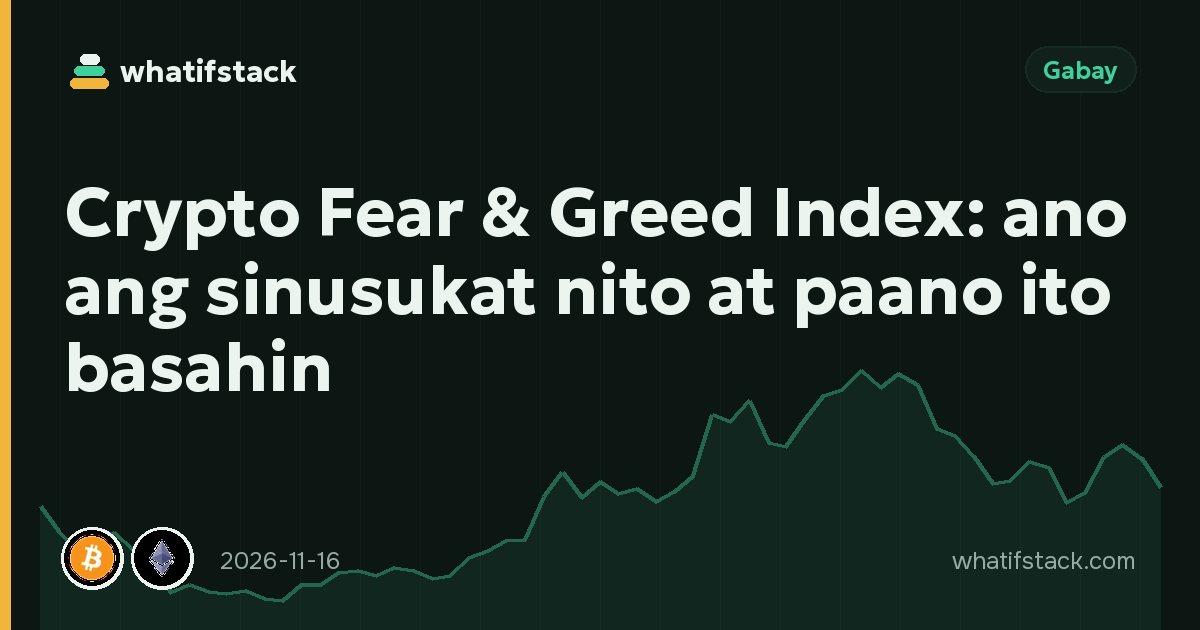 whatifstack
Gabay
Crypto Fear & Greed Index: ano
ang sinusukat nito at paano ito
basahin
2026-11-16
whatifstack.com